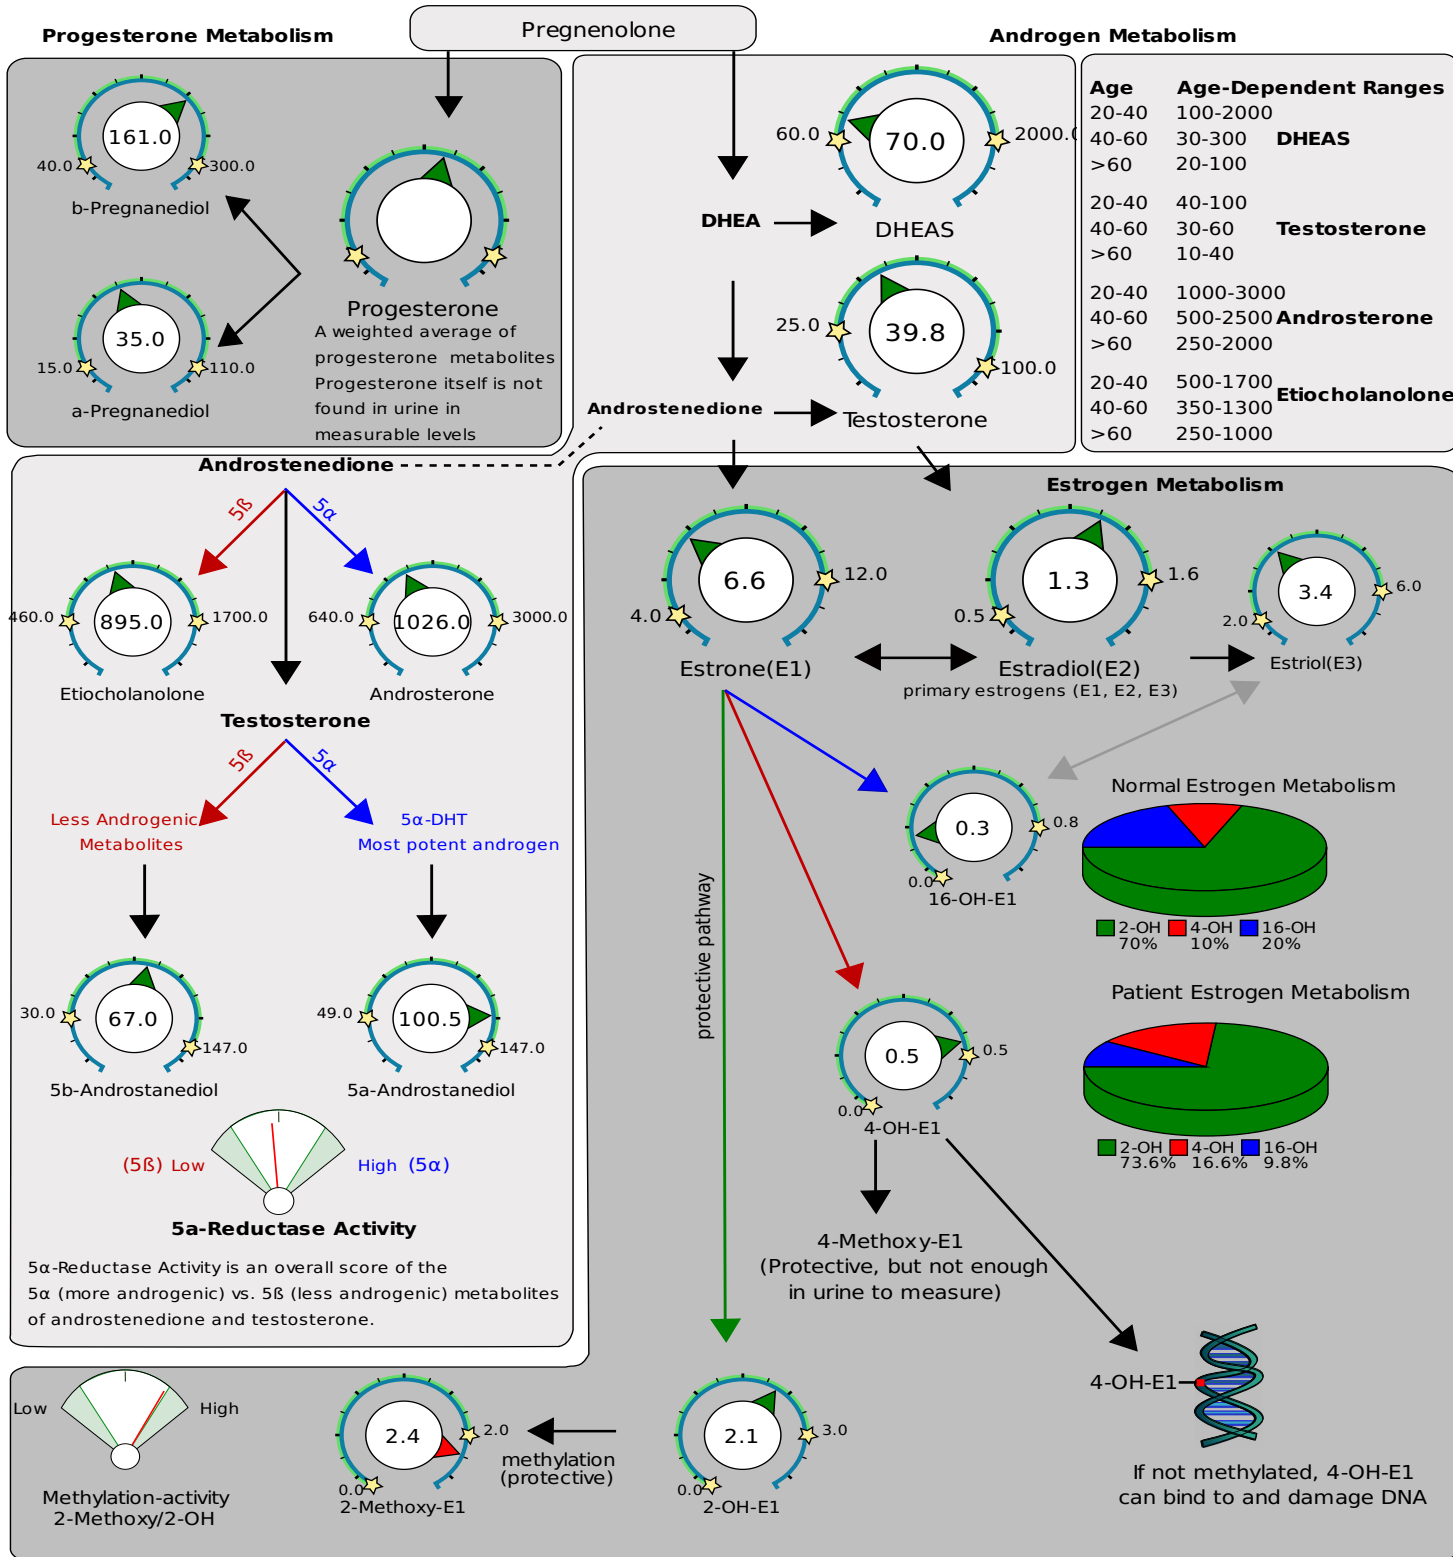 Pregnenolone
Progesterone Metabolism
Androgen Metabolism
161.0
40.0
300.0
b-Pregnanediol
35.0
15.0
110.0
a-Pregnanediol
Progesterone
A weighted average of
progesterone metabolites
Progesterone itself is not
found in urine in
measurable levels
70.0
60.0
2000.0
DHEA
DHEAS
39.8
25.0
100.0
Androstenedione
Testosterone
Age Age-Dependent Ranges
20-40 100-2000
40-60 30-300 DHEAS
>60 20-100
20-40 40-100
40-60 30-60 Testosterone
>60 10-40
20-40 1000-3000
40-60 500-2500 Androsterone
>60 250-2000
20-40 500-1700
40-60 350-1300 Etiocholanolone
>60 250-1000
Androstenedione
5ß
5α
895.0
460.0
1700.0
Etiocholanolone
1026.0
640.0
3000.0
Androsterone
Testosterone
5ß
5α
Less Androgenic
Metabolites
5α-DHT
Most potent androgen
67.0
30.0
147.0
5b-Androstanediol
100.5
49.0
147.0
5a-Androstanediol
(5ß) Low
High (5α)
5a-Reductase Activity
5α-Reductase Activity is an overall score of the
5α (more androgenic) vs. 5ß (less androgenic) metabolites
of androstenedione and testosterone.
Estrogen Metabolism
6.6
4.0
12.0
Estrone(E1)
1.3
0.5
1.6
Estradiol(E2)
primary estrogens (E1, E2, E3)
3.4
2.0
6.0
Estriol(E3)
0.3
0.0
0.8
16-OH-E1
Normal Estrogen Metabolism
2-OH 4-OH 16-OH
70% 10% 20%
protective pathway
0.5
0.0
0.5
4-OH-E1
Patient Estrogen Metabolism
2-OH 4-OH 16-OH
73.6% 16.6% 9.8%
4-Methoxy-E1
(Protective, but not enough
in urine to measure)
4-OH-E1
If not methylated, 4-OH-E1
can bind to and damage DNA
Low
High
Methylation-activity
2-Methoxy/2-OH
2.4
0.0
2.0
2-Methoxy-E1
methylation
(protective)
2.1
0.0
3.0
2-OH-E1